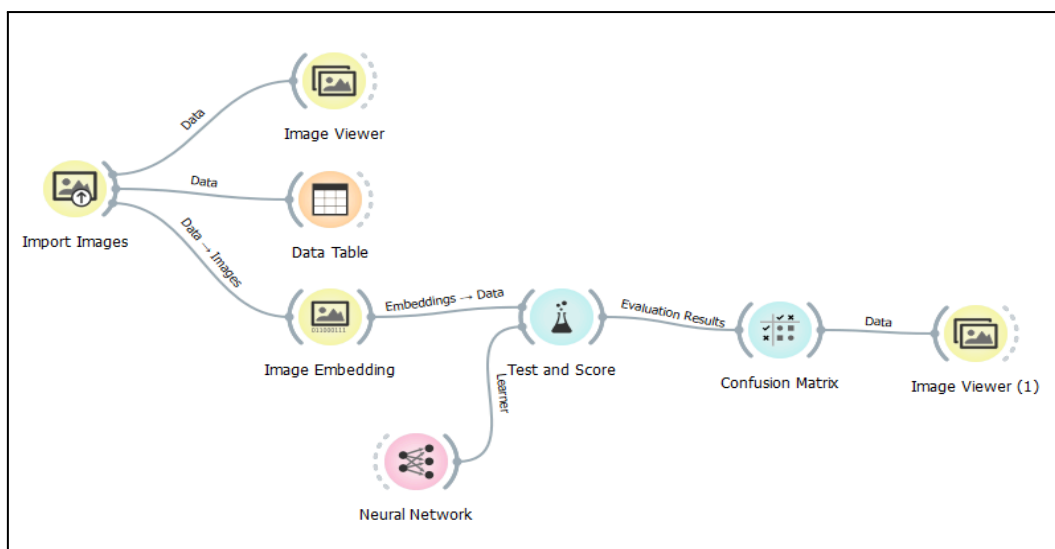 Data
Image Viewer
Data
Import Images
Data Table
Data → Images
Embeddings → Data
Evaluation Results
Data
011000111
Image Embedding
Test and Score
Confusion Matrix
Image Viewer (1)
Learner
Neural Network